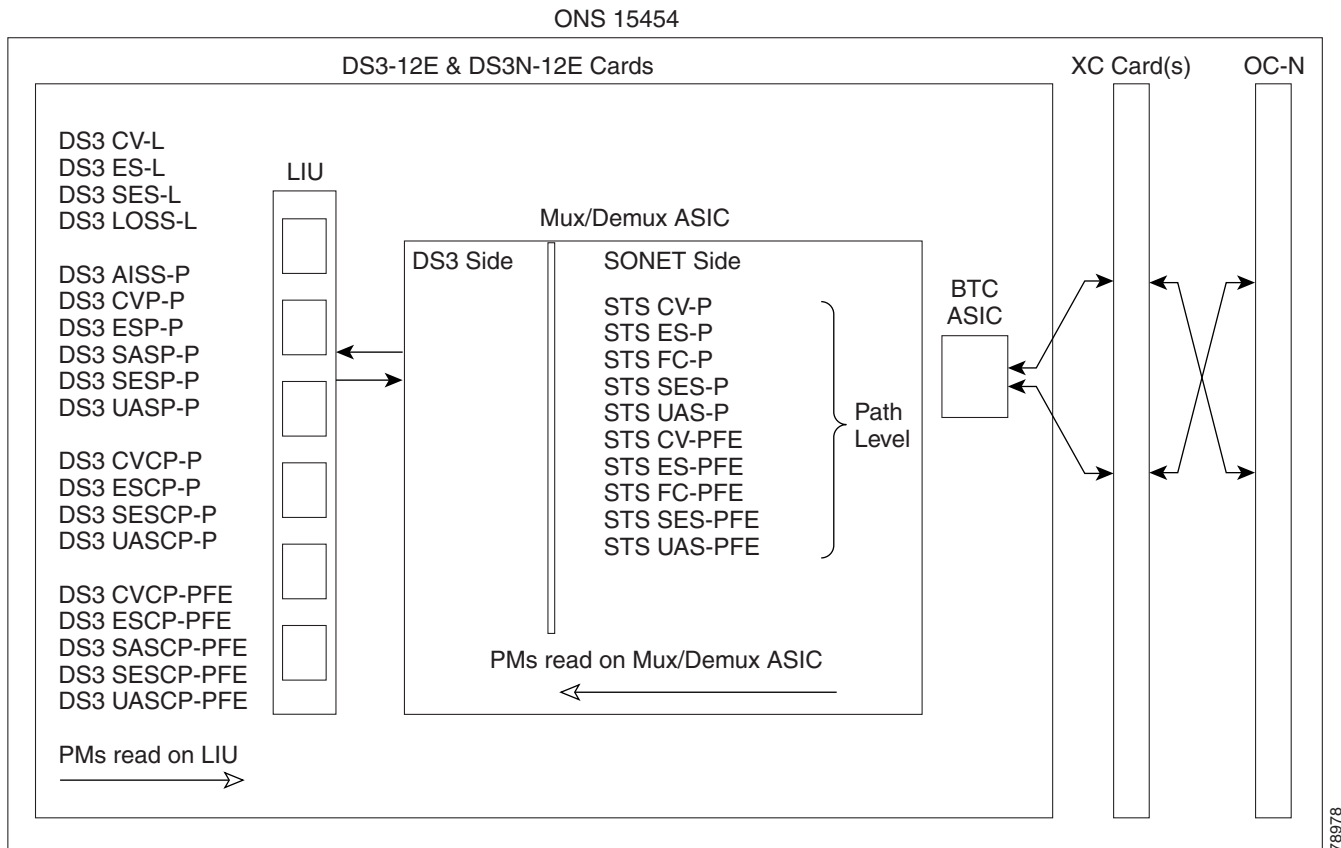 ONS 15454
DS3-12E & DS3N-12E Cards
XC Card(s)
OC-N
DS3 CV-L
DS3 ES-L
DS3 SES-L
DS3 LOSS-L
DS3 AISS-P
DS3 CVP-P
DS3 ESP-P
DS3 SASP-P
DS3 SESP-P
DS3 UASP-P
DS3 CVCP-P
DS3 ESCP-P
DS3 SESCP-P
DS3 UASCP-P
DS3 CVCP-PFE
DS3 ESCP-PFE
DS3 SASCP-PFE
DS3 SESCP-PFE
DS3 UASCP-PFE
PMs read on LIU
LIU
Mux/Demux ASIC
DS3 Side
SONET Side
STS CV-P
STS ES-P
STS FC-P
STS SES-P
STS UAS-P
STS CV-PFE
STS ES-PFE
STS FC-PFE
STS SES-PFE
STS UAS-PFE
Path
Level
PMs read on Mux/Demux ASIC
BTC
ASIC
78978